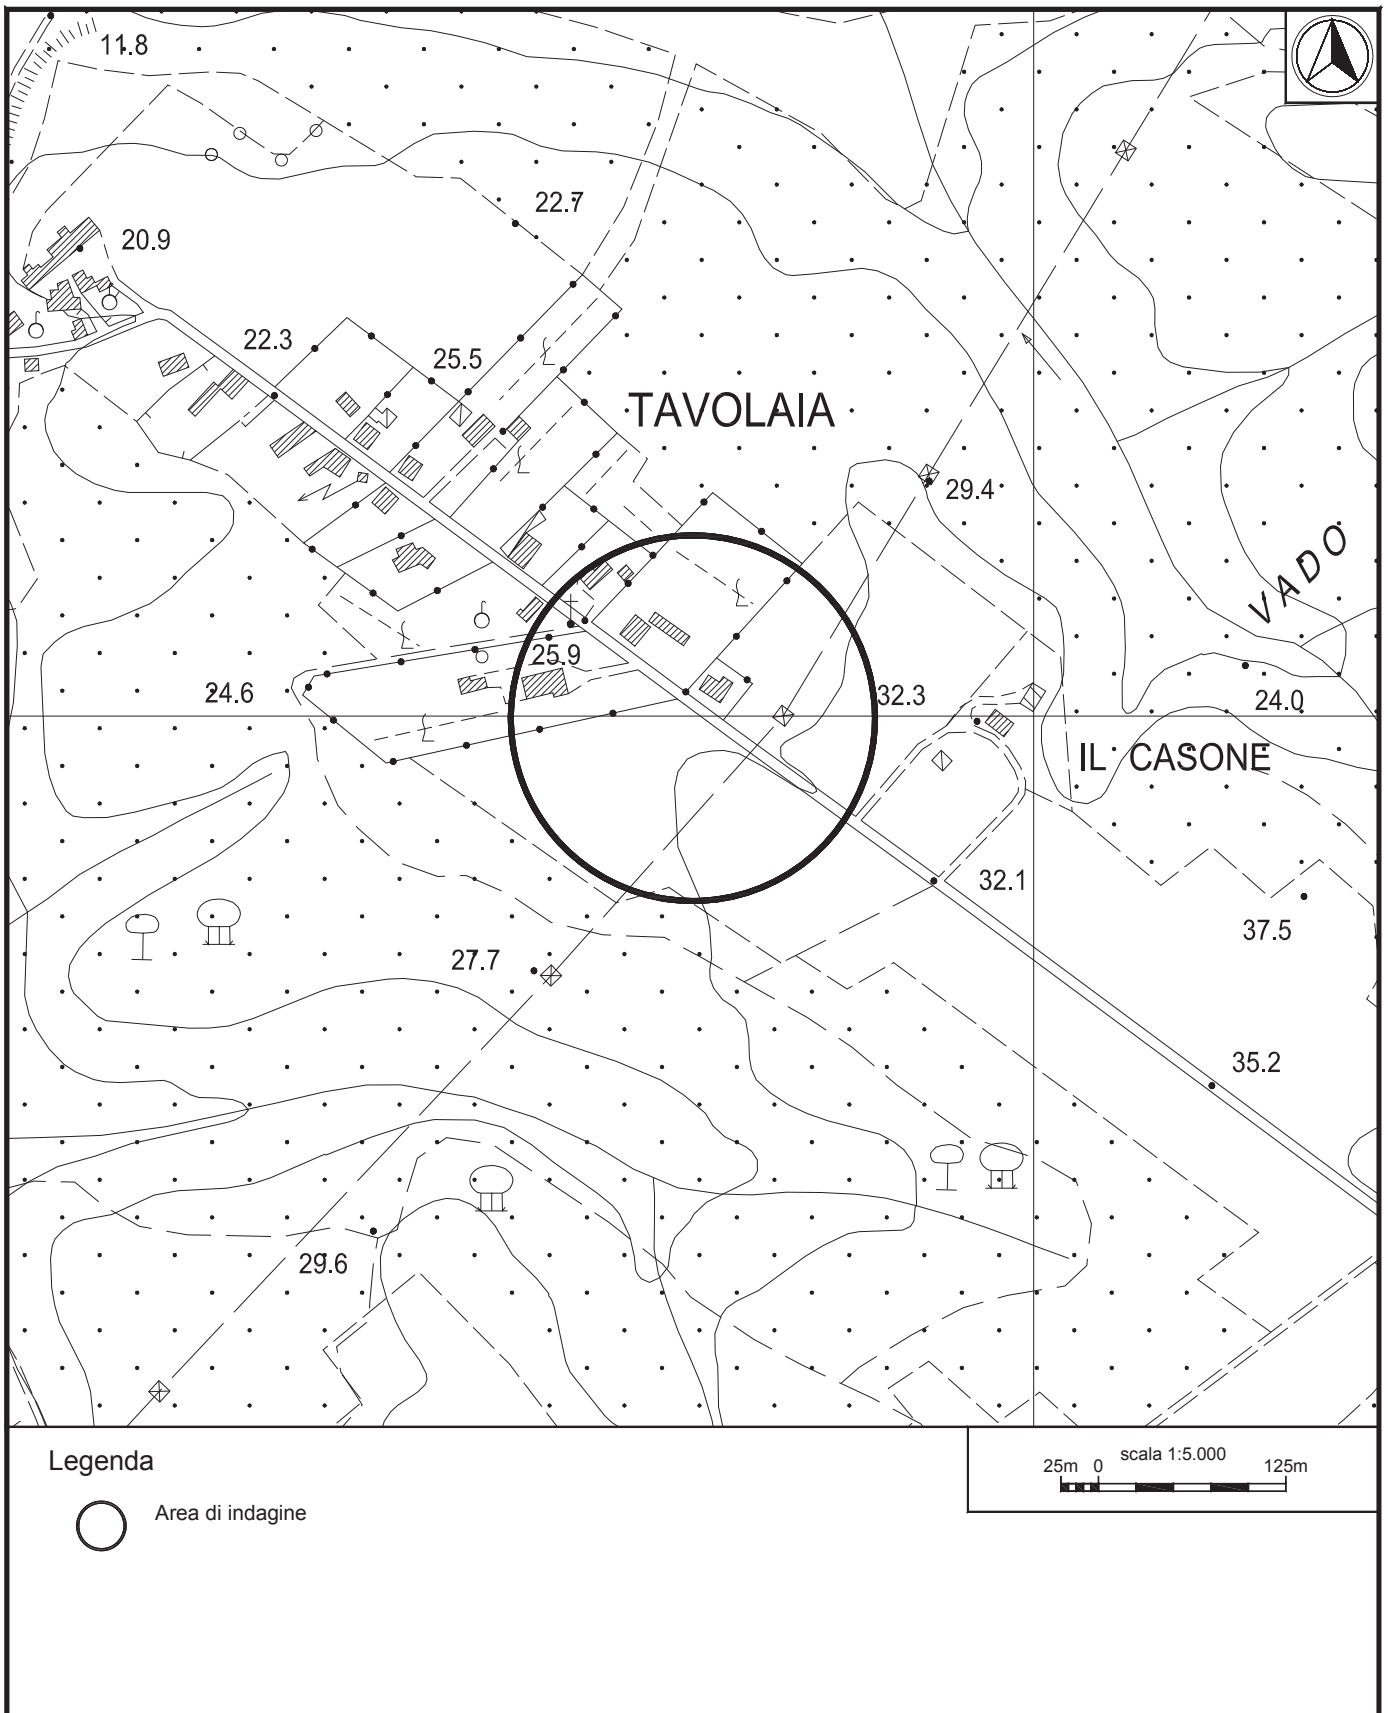 11.8
22.7
20.9
22.3
25.5
TAVOLAIA
29.4
VADO
25.9
24.6
32.3
24.0
IL CASONE
32.1
37.5
27.7
35.2
29.6
Legenda
Area di indagine
scala 1:5.000
25m 0 125m